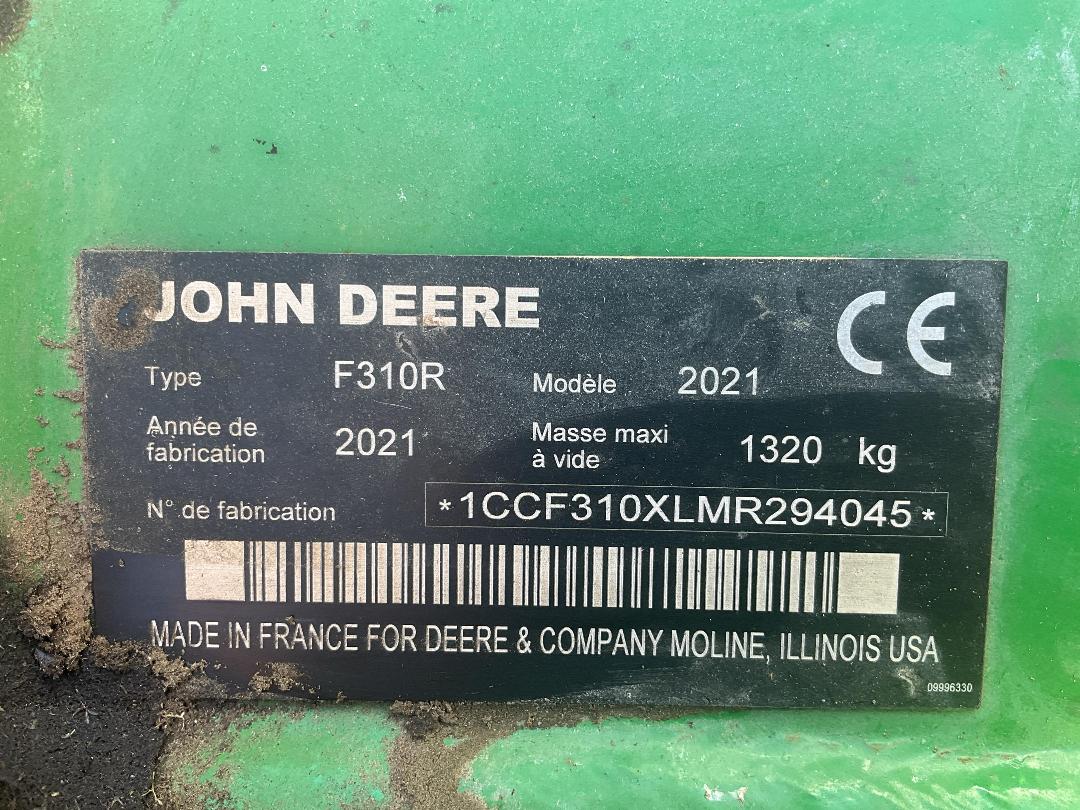 JOHN DEERE
CE
Type F310R Modèle 2021
Année de fabrication 2021 Masse maxi à vide 1320 kg
N° de fabrication *1CCF310XLMR294045*
MADE IN FRANCE FOR DEERE & COMPANY MOLINE, ILLINOIS USA
09996330